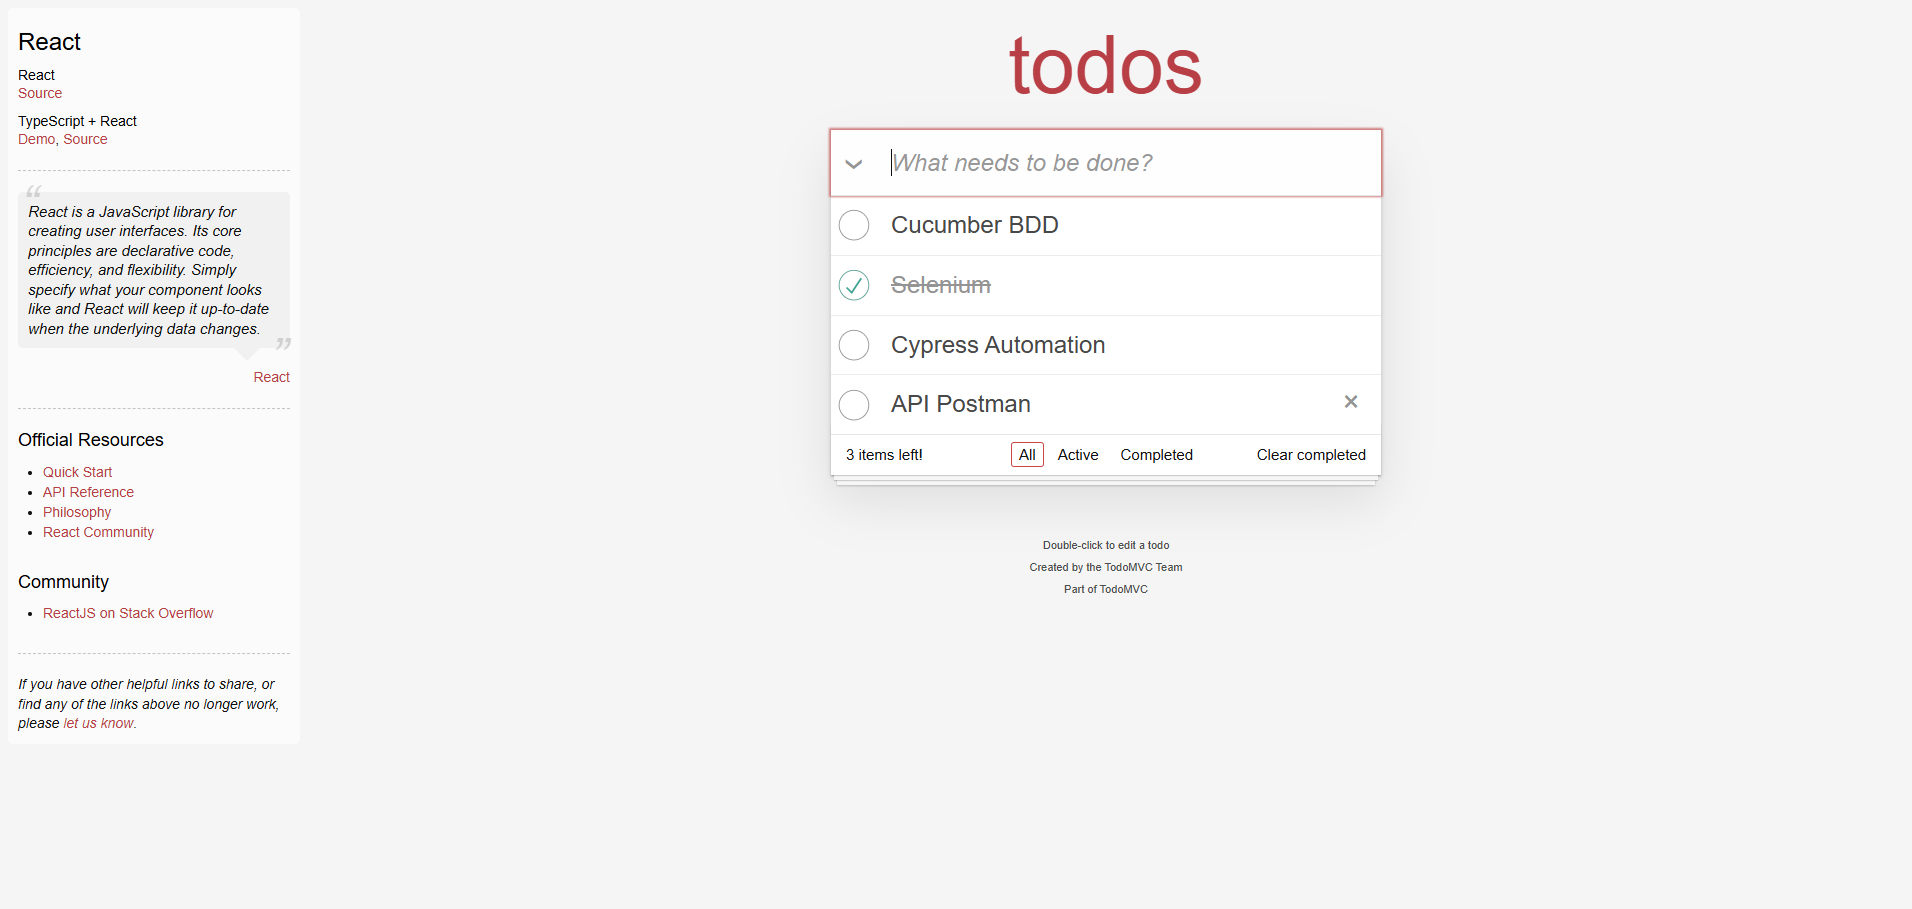 React
React
Source
TypeScript + React
Demo, Source
“
React is a JavaScript library for
creating user interfaces. Its core
principles are declarative code,
efficiency, and flexibility. Simply
specify what your component looks
like and React will keep it up-to-date
when the underlying data changes.
”
React
Official Resources
• Quick Start
• API Reference
• Philosophy
• React Community
Community
• ReactJS on Stack Overflow
If you have other helpful links to share, or
find any of the links above no longer work,
please let us know.
todos
What needs to be done?
Cucumber BDD
Selenium
Cypress Automation
API Postman ×
3 items left! All Active Completed Clear completed
Double-click to edit a todo
Created by the TodoMVC Team
Part of TodoMVC